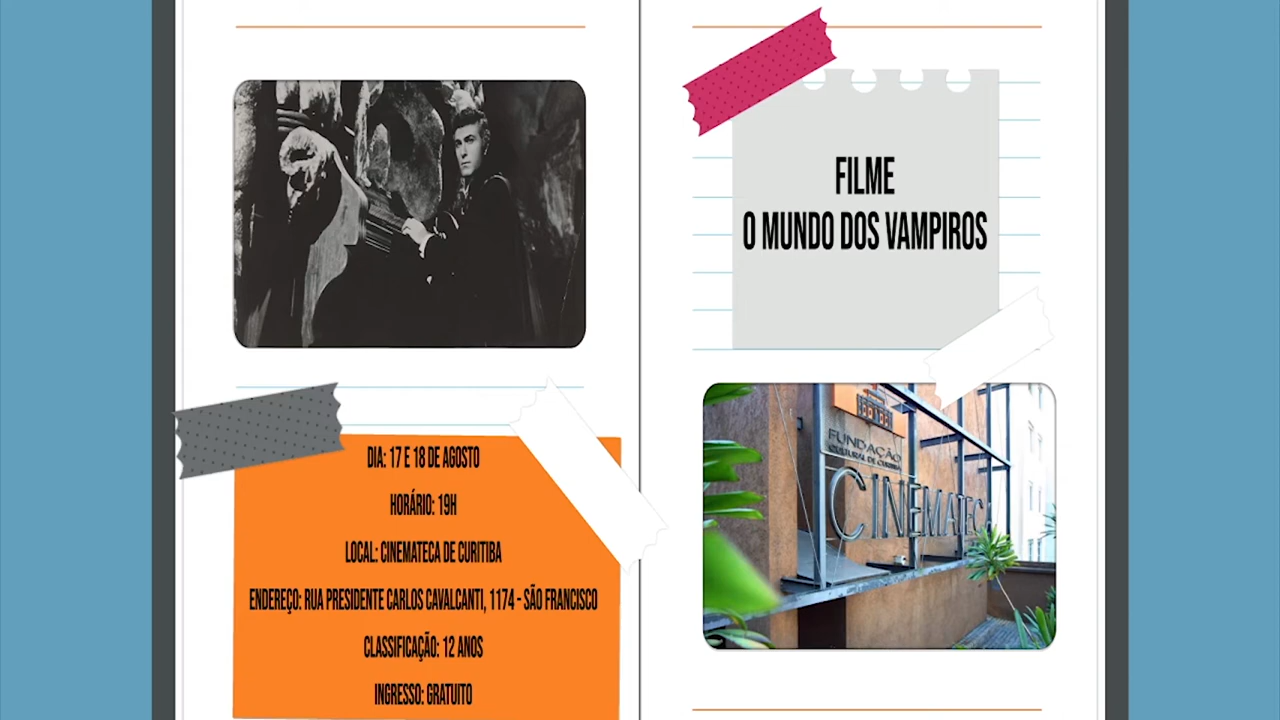 FILME
O MUNDO DOS VAMPIROS
DIA: 17 E 18 DE AGOSTO
HORÁRIO: 19H
LOCAL: CINEMATECA DE CURITIBA
ENDEREÇO: RUA PRESIDENTE CARLOS CAVALCANTI, 1174 - SÃO FRANCISCO
CLASSIFICAÇÃO: 12 ANOS
INGRESSO: GRATUITO
FUNDAÇÃO
CULTURAL DE CURITIBA
CINEMATECA